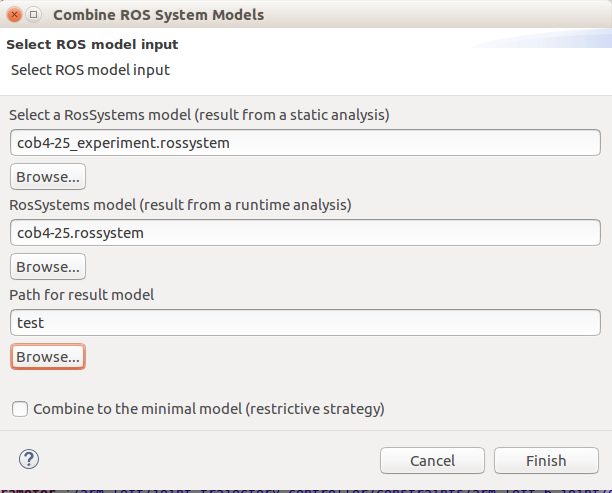 Combine ROS System Models
Select ROS model input
Select ROS model input
Select a RosSystems model (result from a static analysis)
cob4-25_experiment.rossystem
Browse...
RosSystems model (result from a runtime analysis)
cob4-25.rossystem
Browse...
Path for result model
test
Browse...
Combine to the minimal model (restrictive strategy)
?
Cancel
Finish